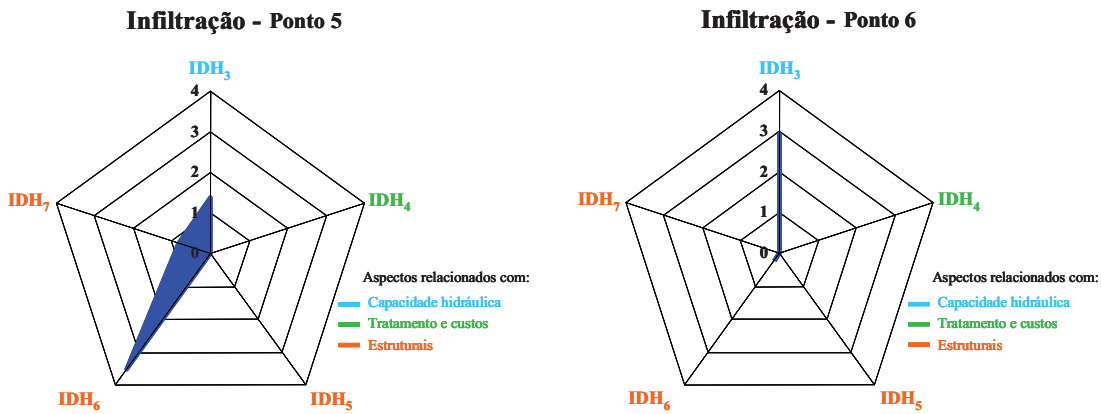 Infiltração - Ponto 5
IDH₃
4
3
2
1
0
IDH₇
IDH₄
IDH₆
IDH₅
Aspectos relacionados com:
Capacidade hidráulica
Tratamento e custos
Estruturais
Infiltração - Ponto 6
IDH₃
4
3
2
1
0
IDH₇
IDH₄
IDH₆
IDH₅
Aspectos relacionados com:
Capacidade hidráulica
Tratamento e custos
Estruturais